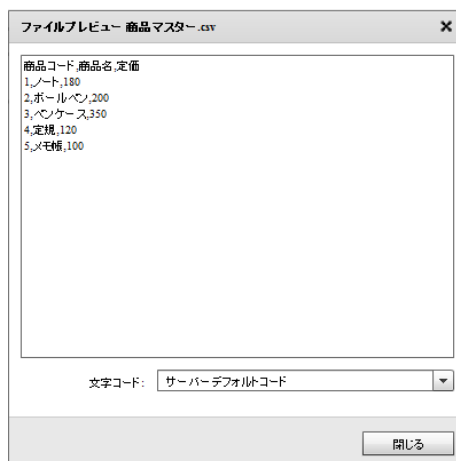 ファイルプレビュー 商品マスター.csv
商品コード,商品名,定価
1,ノート,180
2,ボールペン,200
3,ペンケース,350
4,定規,120
5,メモ帳,100
文字コード: サーバーデフォルトコード
閉じる